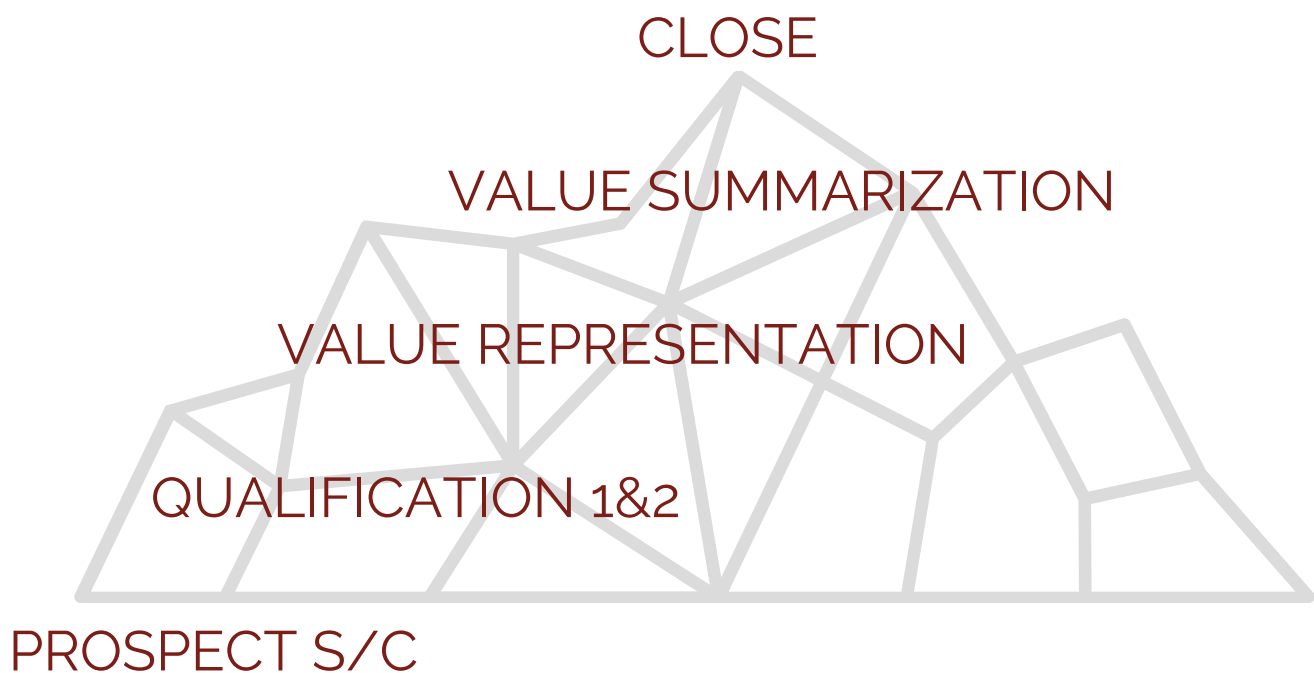 CLOSE
VALUE SUMMARIZATION
VALUE REPRESENTATION
QUALIFICATION 1&2
PROSPECT S/C